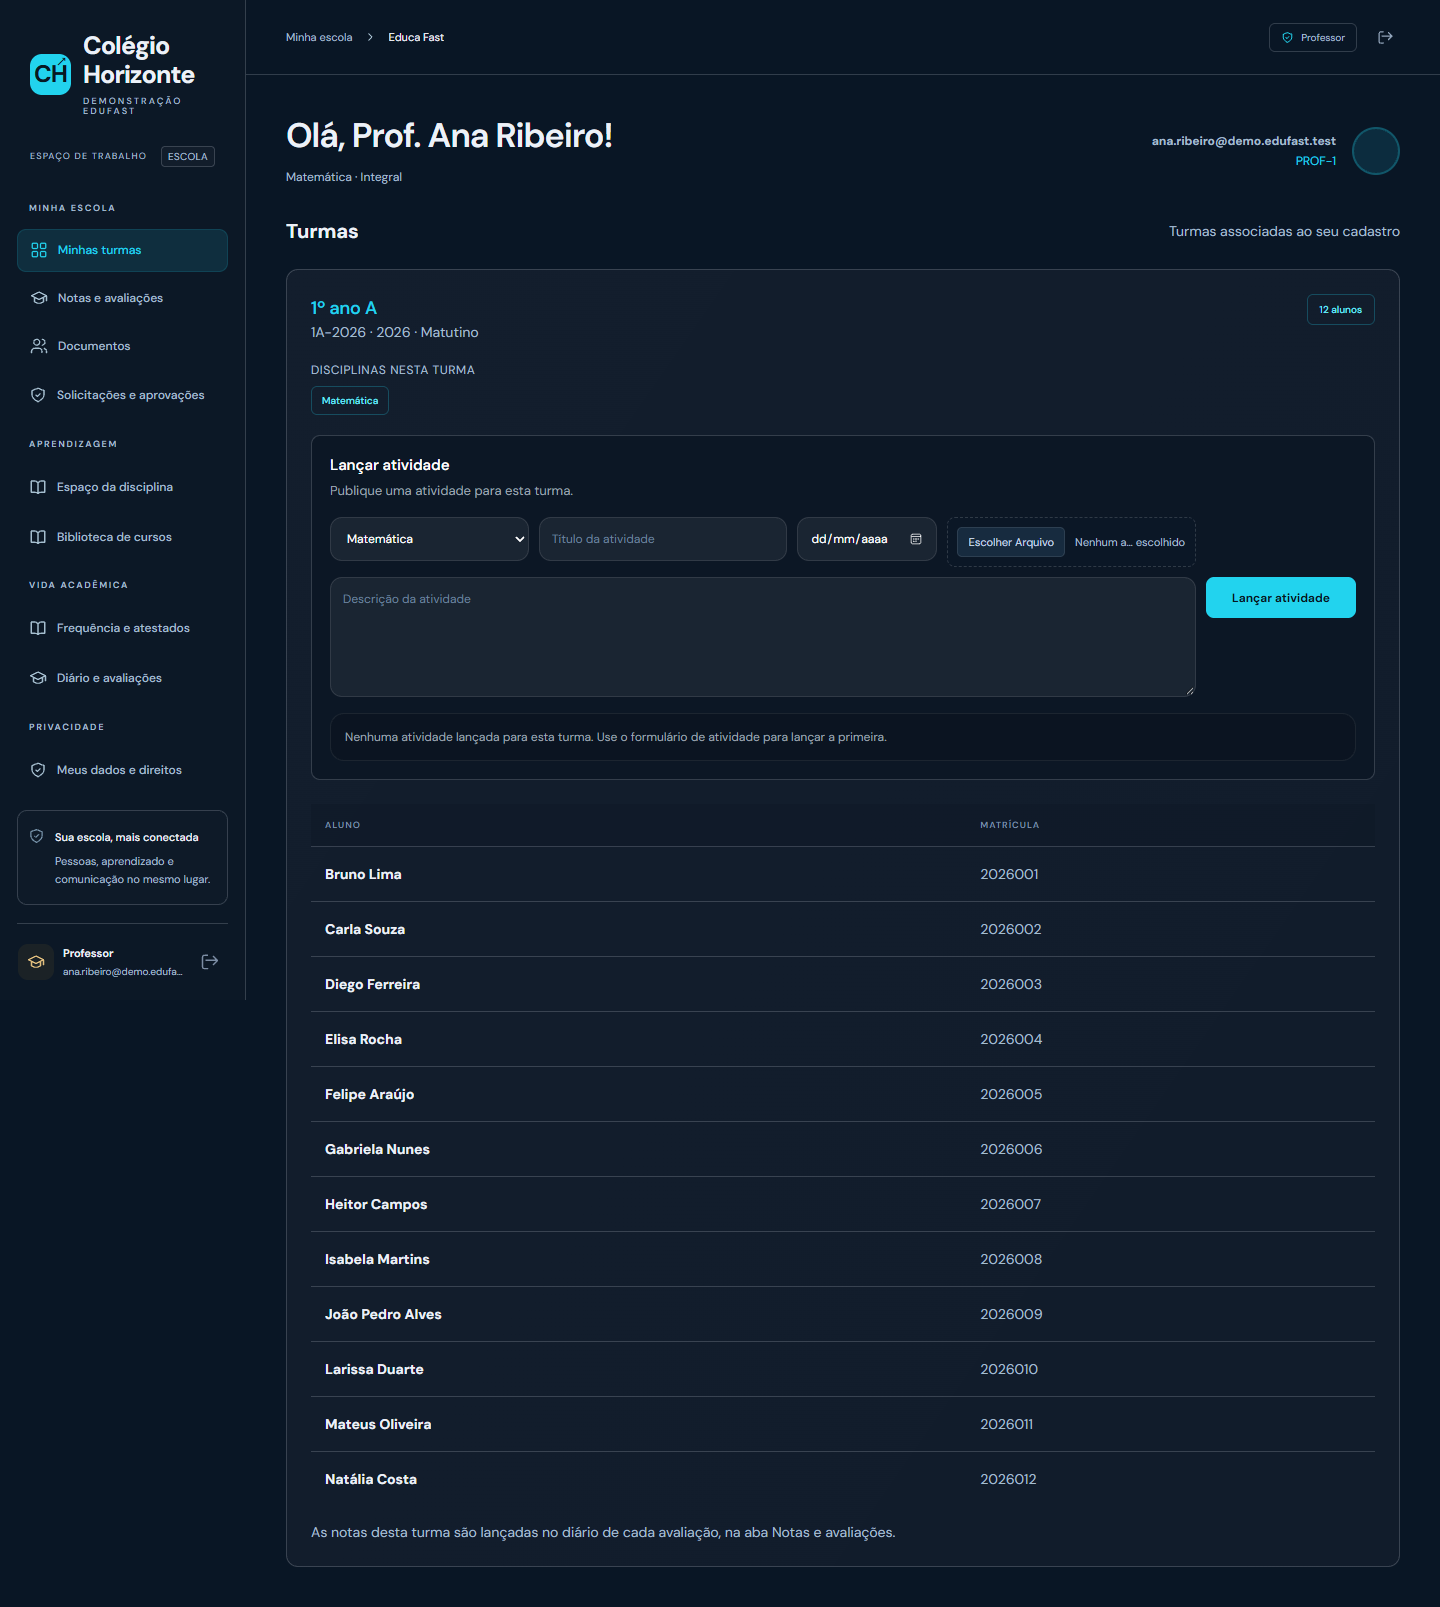 CH
Colégio
Horizonte
DEMONSTRAÇÃO
EDUFAST
ESPAÇO DE TRABALHO ESCOLA
MINHA ESCOLA
Minhas turmas
Notas e avaliações
Documentos
Solicitações e aprovações
APRENDIZAGEM
Espaço da disciplina
Biblioteca de cursos
VIDA ACADÊMICA
Frequência e atestados
Diário e avaliações
PRIVACIDADE
Meus dados e direitos
Sua escola, mais conectada
Pessoas, aprendizado e
comunicação no mesmo lugar.
Professor
ana.ribeiro@demo.edufa...
Minha escola > Educa Fast
Professor
Olá, Prof. Ana Ribeiro!
Matemática · Integral
ana.ribeiro@demo.edufast.test
PROF-1
Turmas
Turmas associadas ao seu cadastro
1º ano A
1A-2026 · 2026 · Matutino
12 alunos
DISCIPLINAS NESTA TURMA
Matemática
Lançar atividade
Publique uma atividade para esta turma.
Matemática Título da atividade dd/mm/aaaa Escolher Arquivo Nenhum a... escolhido
Descrição da atividade
Lançar atividade
Nenhuma atividade lançada para esta turma. Use o formulário de atividade para lançar a primeira.
ALUNO MATRÍCULA
Bruno Lima 2026001
Carla Souza 2026002
Diego Ferreira 2026003
Elisa Rocha 2026004
Felipe Araújo 2026005
Gabriela Nunes 2026006
Heitor Campos 2026007
Isabela Martins 2026008
João Pedro Alves 2026009
Larissa Duarte 2026010
Mateus Oliveira 2026011
Natália Costa 2026012
As notas desta turma são lançadas no diário de cada avaliação, na aba Notas e avaliações.